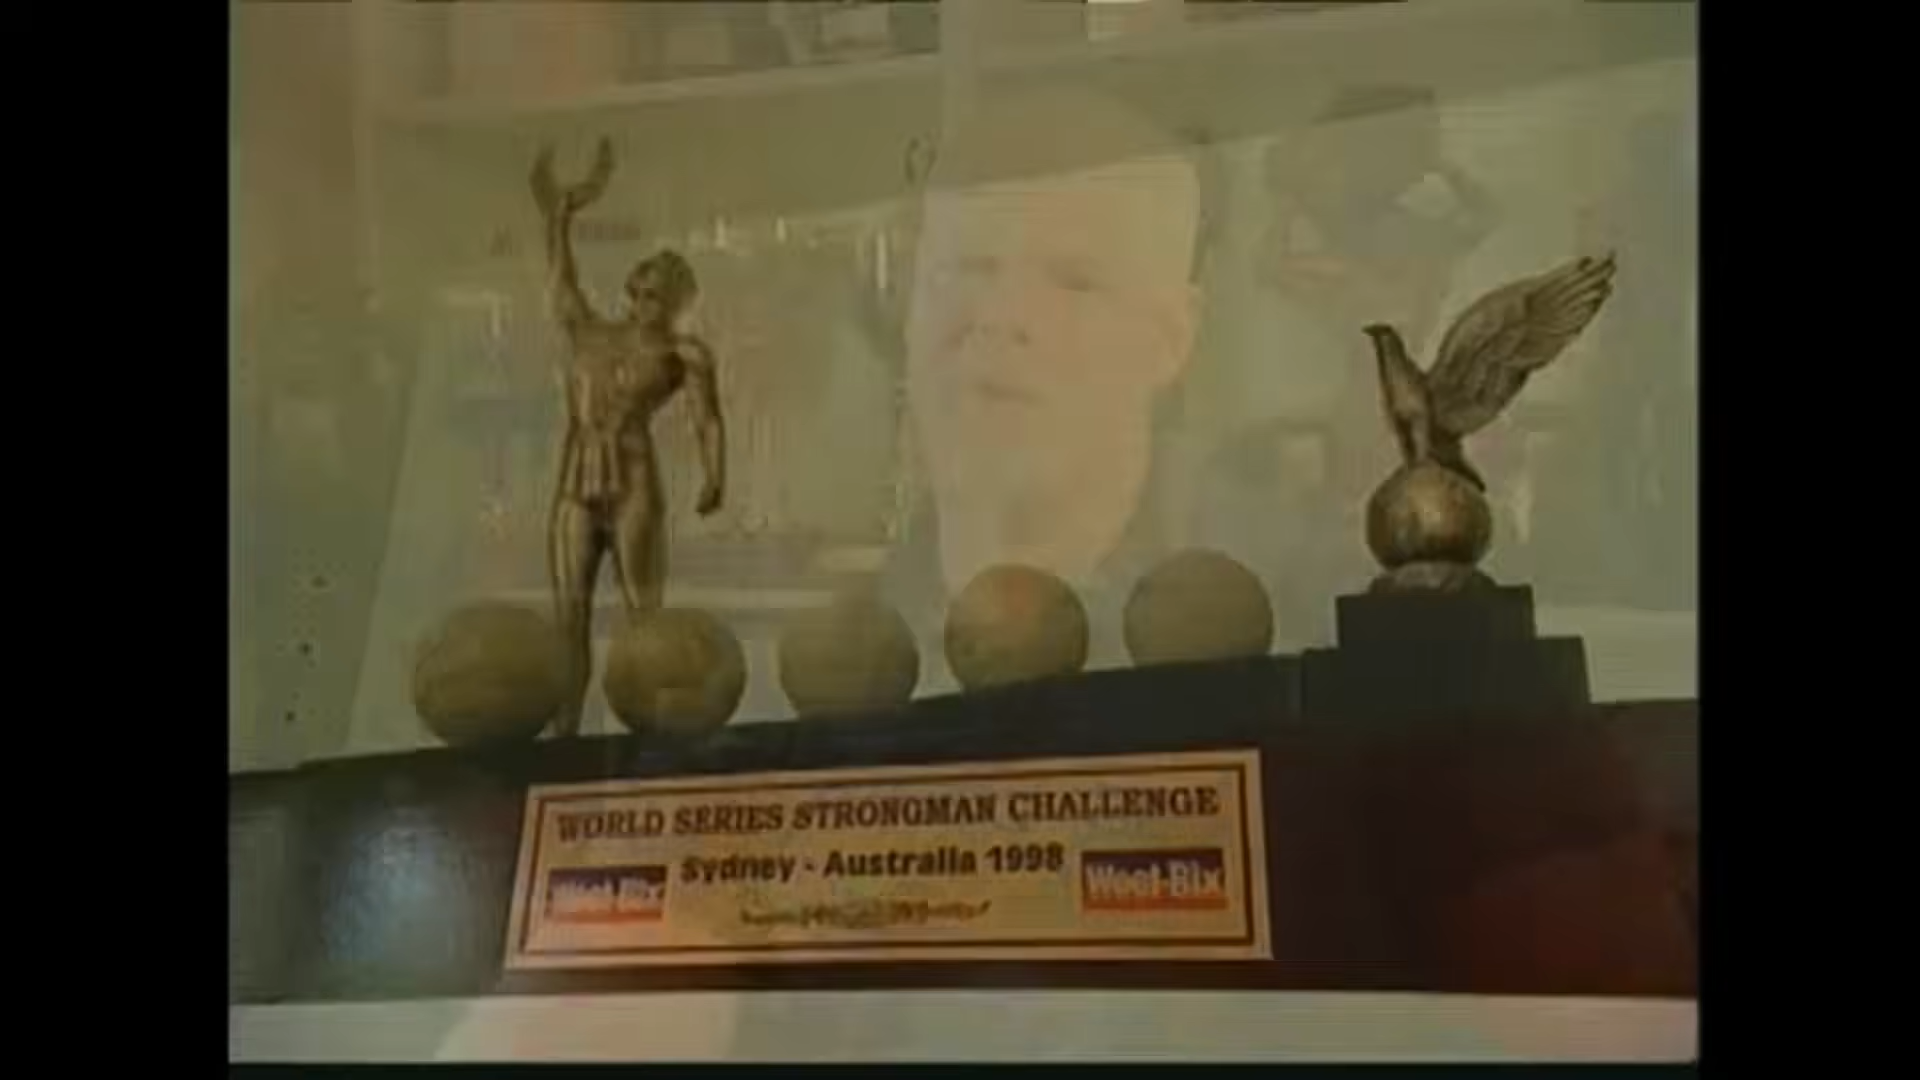 WORLD SERIES STRONGMAN CHALLENGE
Sydney - Australia 1998
Weet-Bix
Weet-Bix